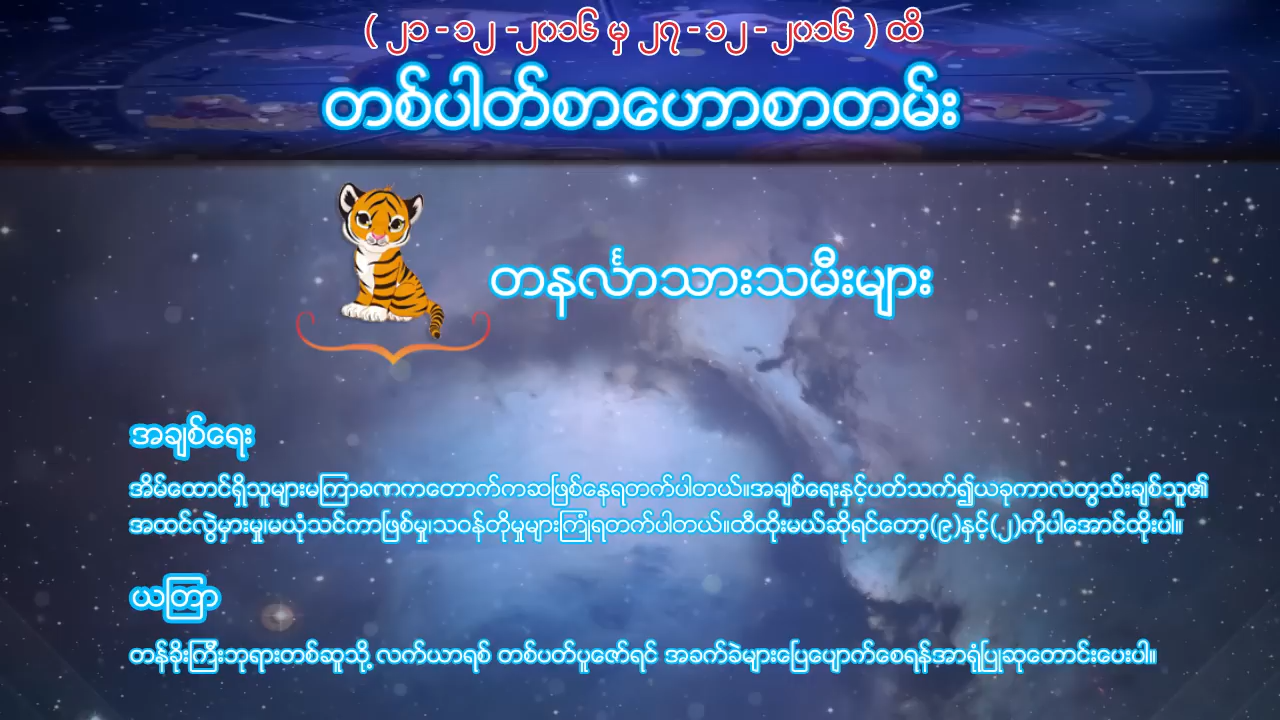 ( ၂၁ - ၁၂ -၂၀၁၆ မှ ၂၇ - ၁၂ - ၂၀၁၆ ) ထိ
တစ်ပါတ်စာဟောစာတမ်း
တနင်္လာသားသမီးများ
အချစ်ရေး
အိမ်ထောင်ရှိသူများမကြာခဏကတောက်ကဆဖြစ်နေရတက်ပါတယ်။အချစ်ရေးနှင့်ပတ်သက်၍ယခုကာလတွသ်းချစ်သူ၏
အထင်လွဲမှားမှု၊မယုံသင်ကာဖြစ်မှု၊သဝန်တိုမှုများကြုံရတက်ပါတယ်။ထီထိုးမယ်ဆိုရင်တော့(၉)နှင့်(၂)ကိုပါအောင်ထိုးပါ။
ယတြာ
တန်ခိုးကြီးဘုရားတစ်ဆူသို့ လက်ယာရစ် တစ်ပတ်ပူဇော်ရင် အခက်ခဲများပြေပျောက်စေရန်အာရုံပြုဆုတောင်းပေးပါ။